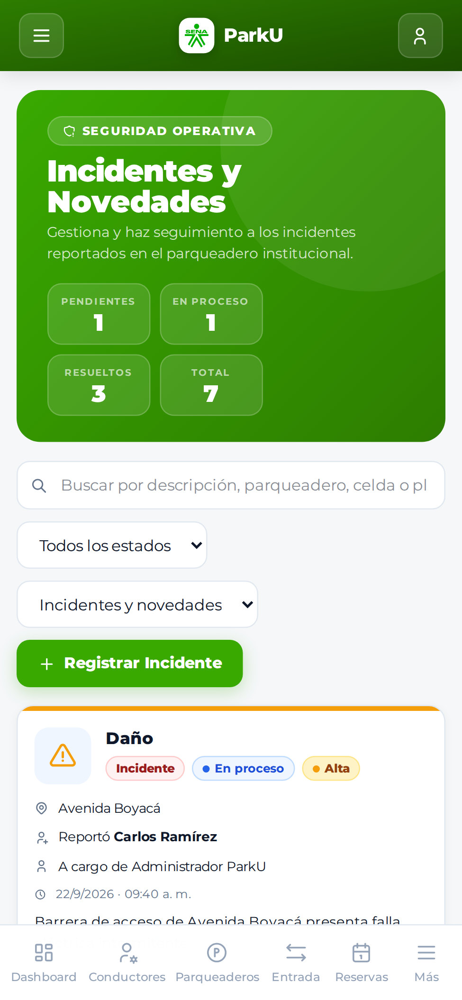 SENA
ParkU
SEGURIDAD OPERATIVA
Incidentes y
Novedades
Gestiona y haz seguimiento a los incidentes
reportados en el parqueadero institucional.
PENDIENTES
1
EN PROCESO
1
RESUELTOS
3
TOTAL
7
Buscar por descripción, parqueadero, celda o pl
Todos los estados
Incidentes y novedades
Registrar Incidente
Daño
Incidente
En proceso
Alta
Avenida Boyacá
Reportó Carlos Ramírez
A cargo de Administrador ParkU
22/9/2026 · 09:40 a. m.
Barrera de acceso de Avenida Boyacá presenta falla
Dashboard
Conductores
Parqueaderos
Entrada
Reservas
Más